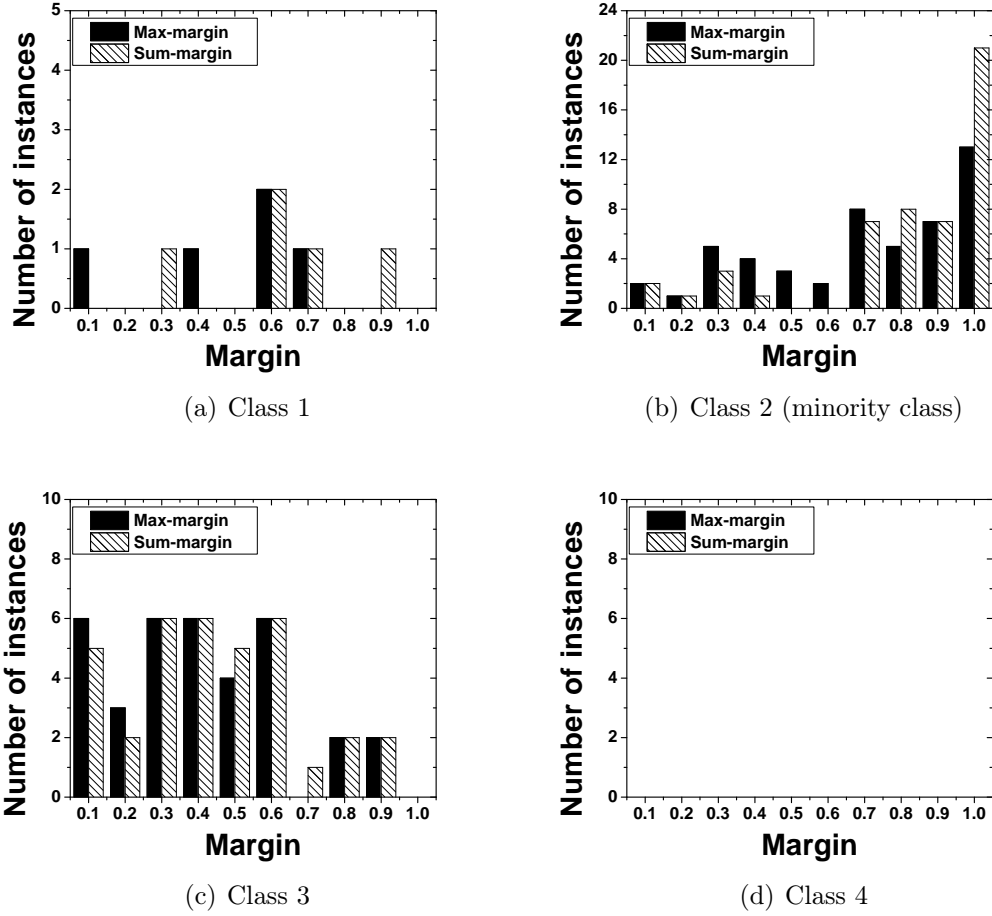 Max-margin
Sum-margin
Number of instances
5
4
3
2
1
0
0.1 0.2 0.3 0.4 0.5 0.6 0.7 0.8 0.9 1.0
Margin
(a) Class 1
Max-margin
Sum-margin
Number of instances
24
20
16
12
8
4
0
0.1 0.2 0.3 0.4 0.5 0.6 0.7 0.8 0.9 1.0
Margin
(b) Class 2 (minority class)
Max-margin
Sum-margin
Number of instances
10
8
6
4
2
0
0.1 0.2 0.3 0.4 0.5 0.6 0.7 0.8 0.9 1.0
Margin
(c) Class 3
Max-margin
Sum-margin
Number of instances
10
8
6
4
2
0
0.1 0.2 0.3 0.4 0.5 0.6 0.7 0.8 0.9 1.0
Margin
(d) Class 4